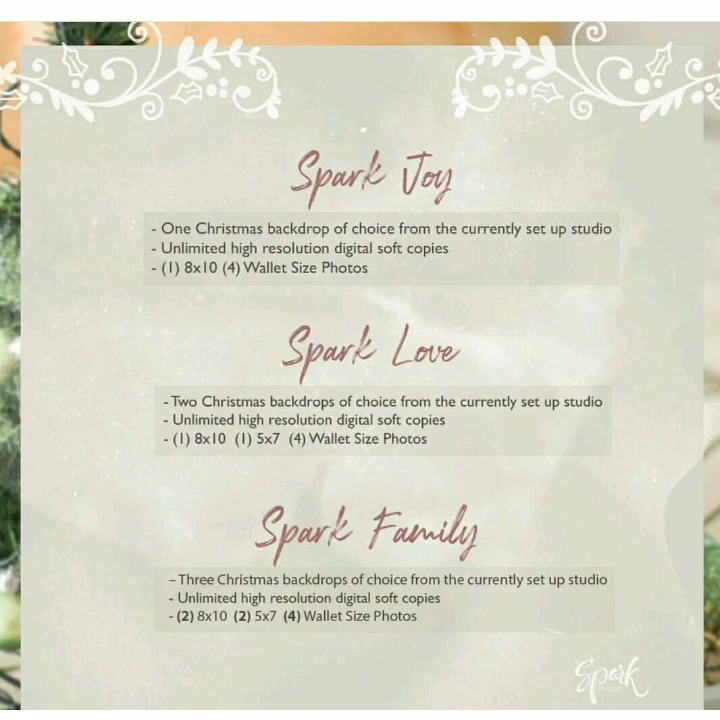 Spark Joy
- One Christmas backdrop of choice from the currently set up studio
- Unlimited high resolution digital soft copies
- (1) 8x10 (4) Wallet Size Photos
Spark Love
- Two Christmas backdrops of choice from the currently set up studio
- Unlimited high resolution digital soft copies
- (1) 8x10 (1) 5x7 (4) Wallet Size Photos
Spark Family
– Three Christmas backdrops of choice from the currently set up studio
- Unlimited high resolution digital soft copies
- (2) 8x10 (2) 5x7 (4) Wallet Size Photos
Spark